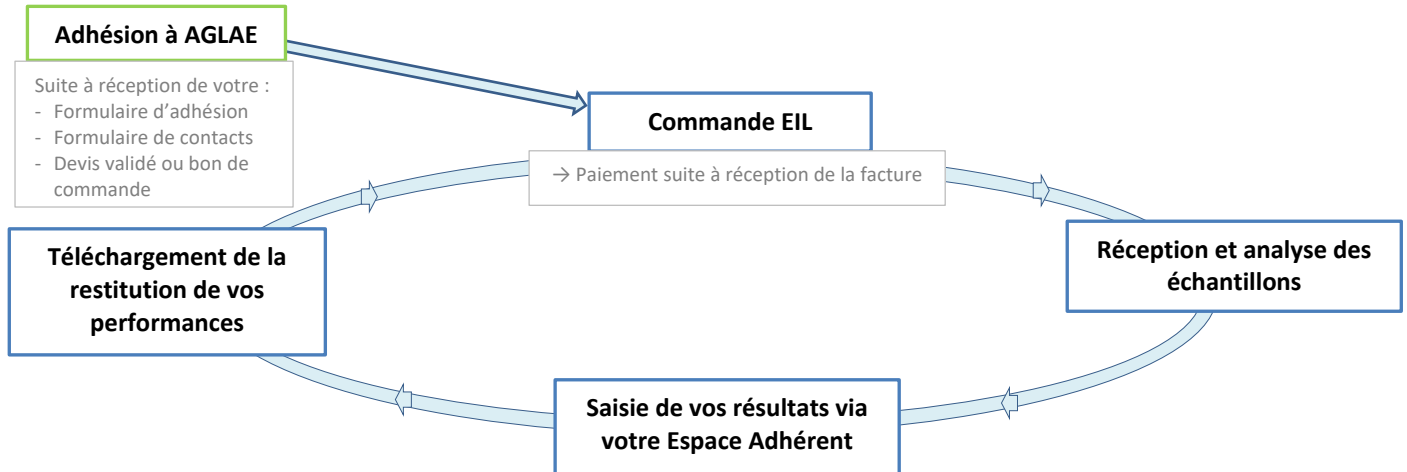 Adhésion à AGLAE
Suite à réception de votre :
- Formulaire d'adhésion
- Formulaire de contacts
- Devis validé ou bon de
commande
Commande EIL
→ Paiement suite à réception de la facture
Réception et analyse des
échantillons
Saisie de vos résultats via
votre Espace Adhérent
Téléchargement de la
restitution de vos
performances